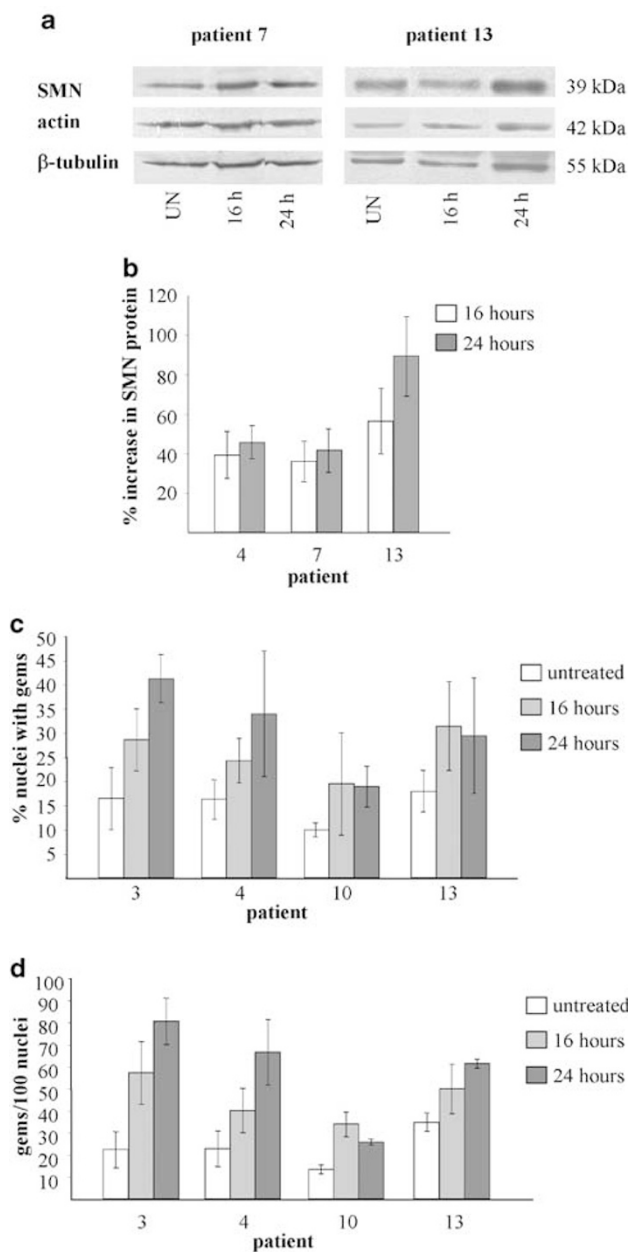 a
patient 7 patient 13
SMN 39 kDa
actin 42 kDa
β-tubulin 55 kDa
UN 16 h 24 h UN 16 h 24 h
b
120
100
80
60
40
20
% increase in SMN protein
16 hours
24 hours
4 7 13
patient
c
50
45
40
35
30
25
20
15
10
5
% nuclei with gems
untreated
16 hours
24 hours
3 4 10 13
patient
d
100
90
80
70
60
50
40
30
20
10
gems/100 nuclei
untreated
16 hours
24 hours
3 4 10 13
patient